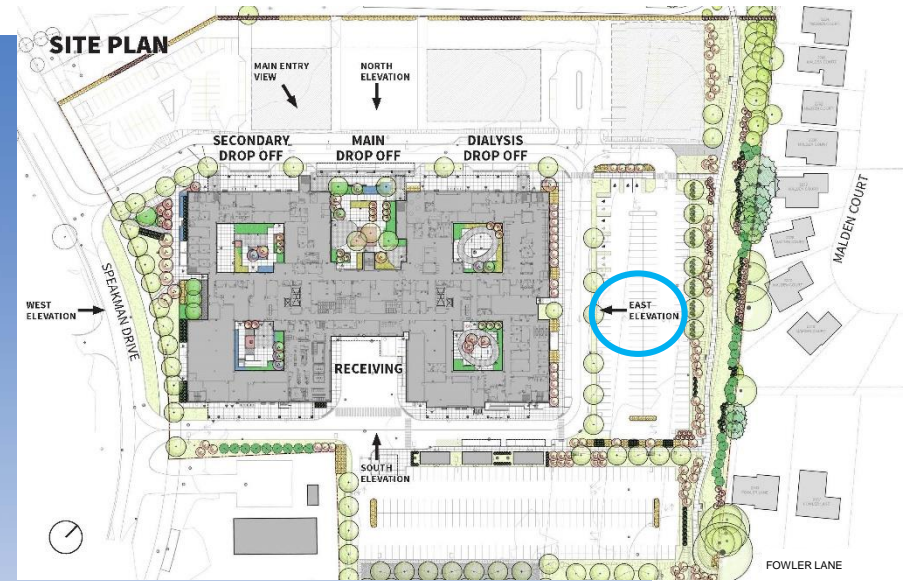 SITE PLAN
MAIN ENTRY
VIEW
NORTH
ELEVATION
SECONDARY
DROP OFF
MAIN
DROP OFF
DIALYSIS
DROP OFF
MALDEN COURT
SPEAKMAN DRIVE
WEST
ELEVATION
EAST
ELEVATION
RECEIVING
SOUTH
ELEVATION
FOWLER LANE